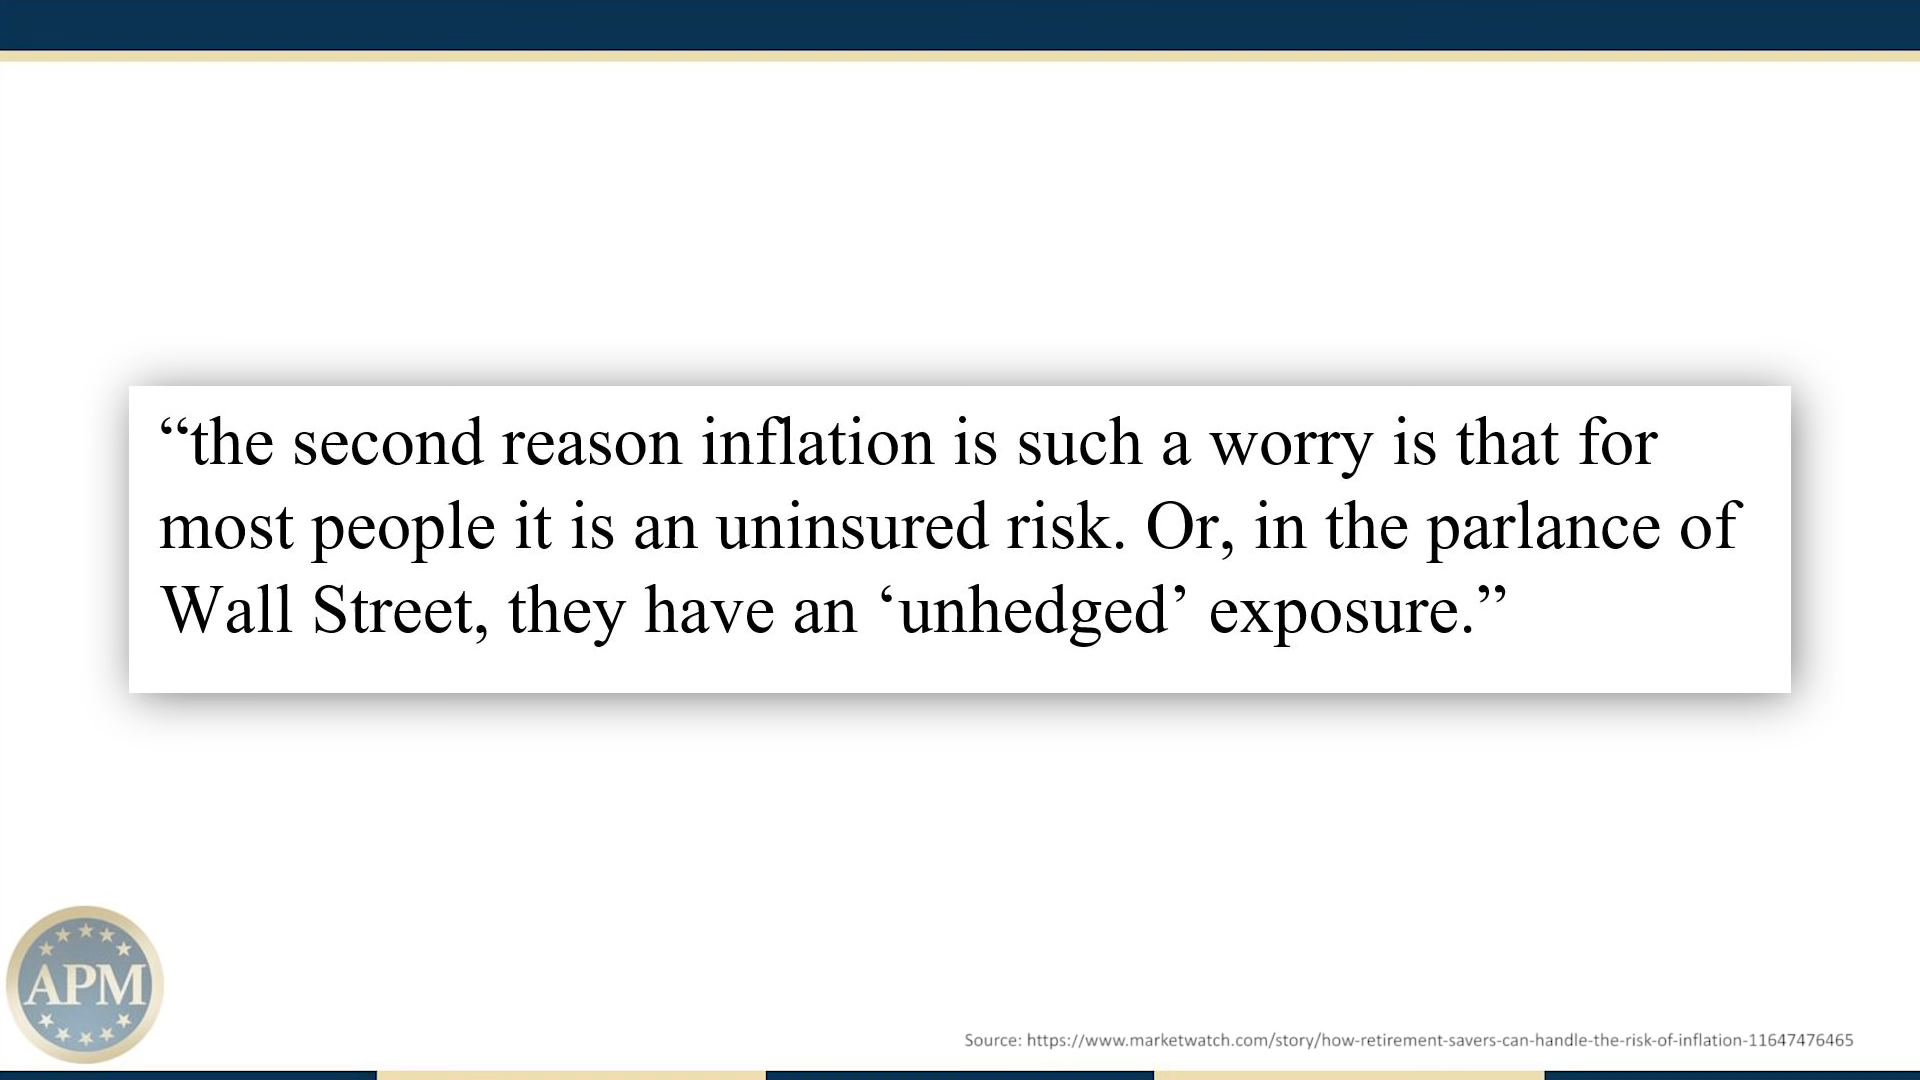 “the second reason inflation is such a worry is that for
most people it is an uninsured risk. Or, in the parlance of
Wall Street, they have an ‘unhedged’ exposure.”
APM
Source: https://www.marketwatch.com/story/how-retirement-savers-can-handle-the-risk-of-inflation-11647476465